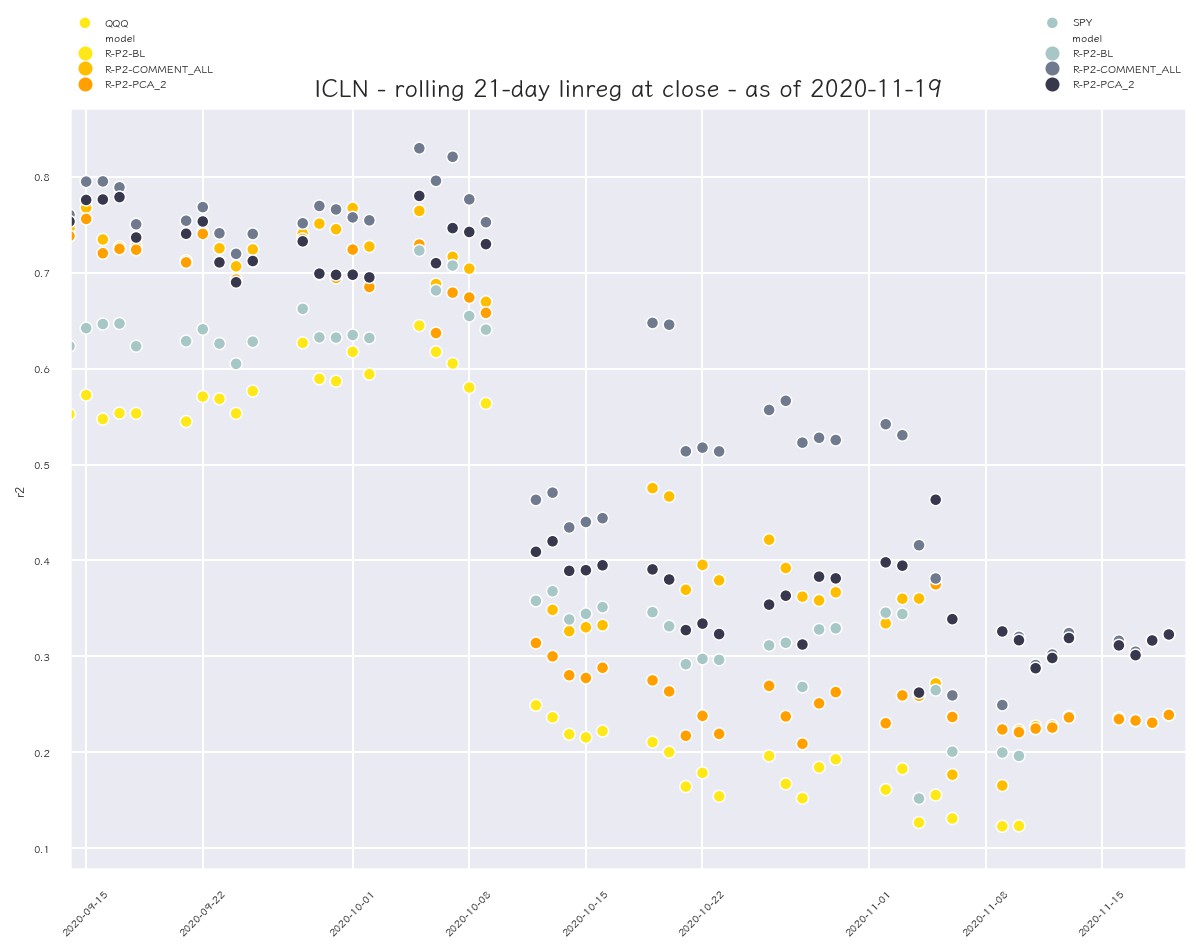 QQQ
model
R-P2-BL
R-P2-COMMENT_ALL
R-P2-PCA_2
SPY
model
R-P2-BL
R-P2-COMMENT_ALL
R-P2-PCA_2
ICLN - rolling 21-day linreg at close - as of 2020-11-19
r2
0.8
0.7
0.6
0.5
0.4
0.3
0.2
0.1
2020-09-15
2020-09-22
2020-10-01
2020-10-08
2020-10-15
2020-10-22
2020-11-01
2020-11-08
2020-11-15